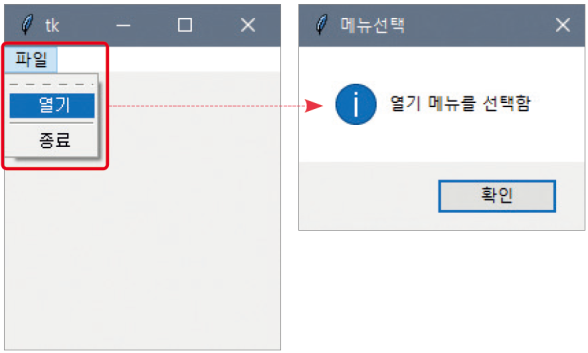 tk
파일
열기
종료
메뉴선택
열기 메뉴를 선택함
확인